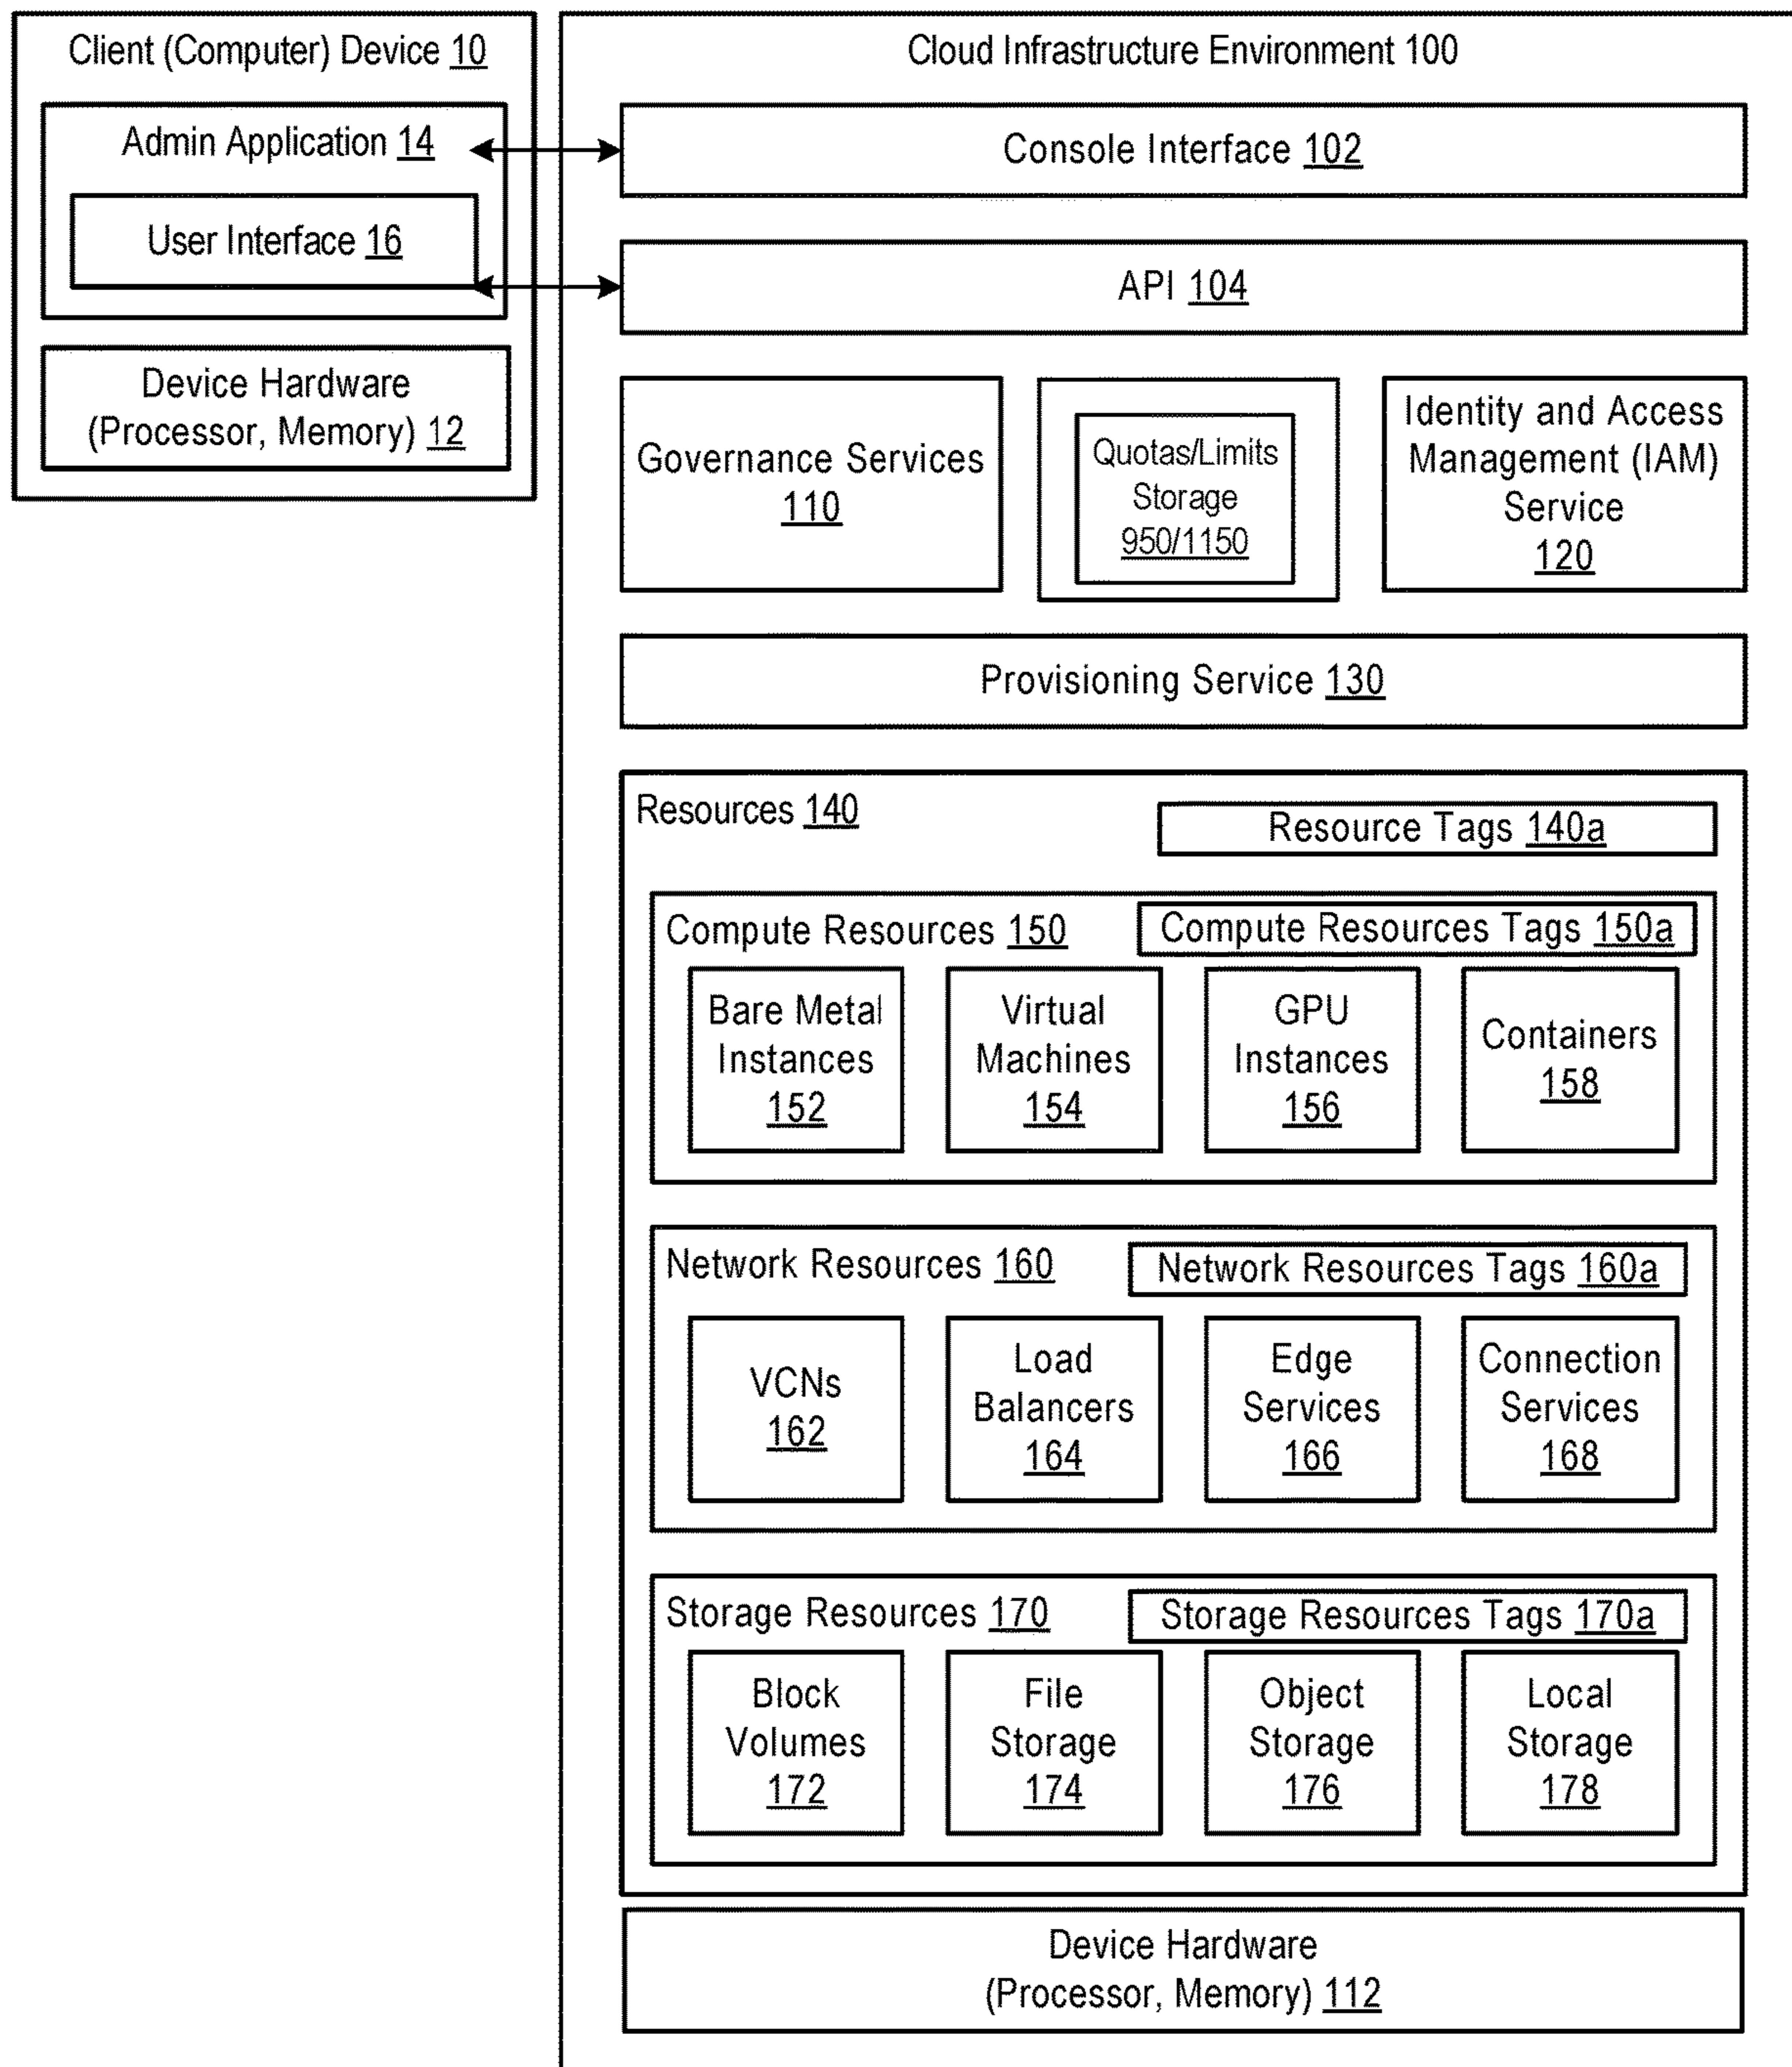 Client (Computer) Device 10
Admin Application 14
User Interface 16
Device Hardware
(Processor, Memory) 12
Cloud Infrastructure Environment 100
Console Interface 102
API 104
Governance Services
110
Quotas/Limits
Storage
950/1150
Identity and Access
Management (IAM)
Service
120
Provisioning Service 130
Resources 140
Resource Tags 140a
Compute Resources 150
Compute Resources Tags 150a
Bare Metal
Instances
152
Virtual
Machines
154
GPU
Instances
156
Containers
158
Network Resources 160
Network Resources Tags 160a
VCNs
162
Load
Balancers
164
Edge
Services
166
Connection
Services
168
Storage Resources 170
Storage Resources Tags 170a
Block
Volumes
172
File
Storage
174
Object
Storage
176
Local
Storage
178
Device Hardware
(Processor, Memory) 112